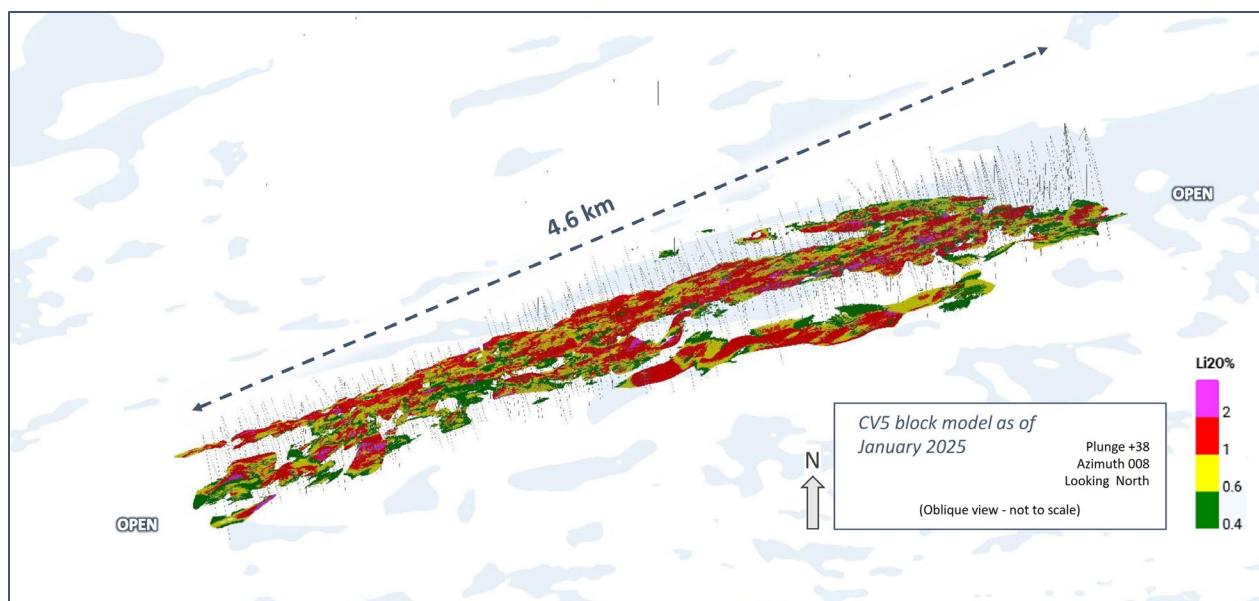 4.6 km
OPEN
Li20%
2
1
0.6
0.4
CV5 block model as of
January 2025
Plunge +38
Azimuth 008
Looking North
(Oblique view - not to scale)
N
OPEN